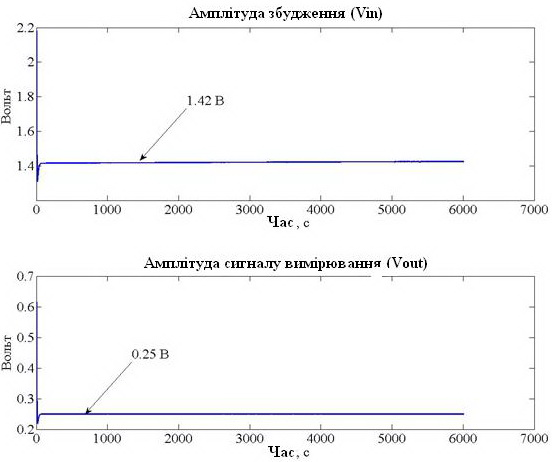 Амплітуда збудження (Vin)
2.2
2
1.8
1.6
1.4
Вольт
1.42 В
0 1000 2000 3000 4000 5000 6000 7000
Час, с
Амплітуда сигналу вимірювання (Vout)
0.7
0.6
0.5
0.4
0.3
0.2
Вольт
0.25 В
0 1000 2000 3000 4000 5000 6000 7000
Час, с